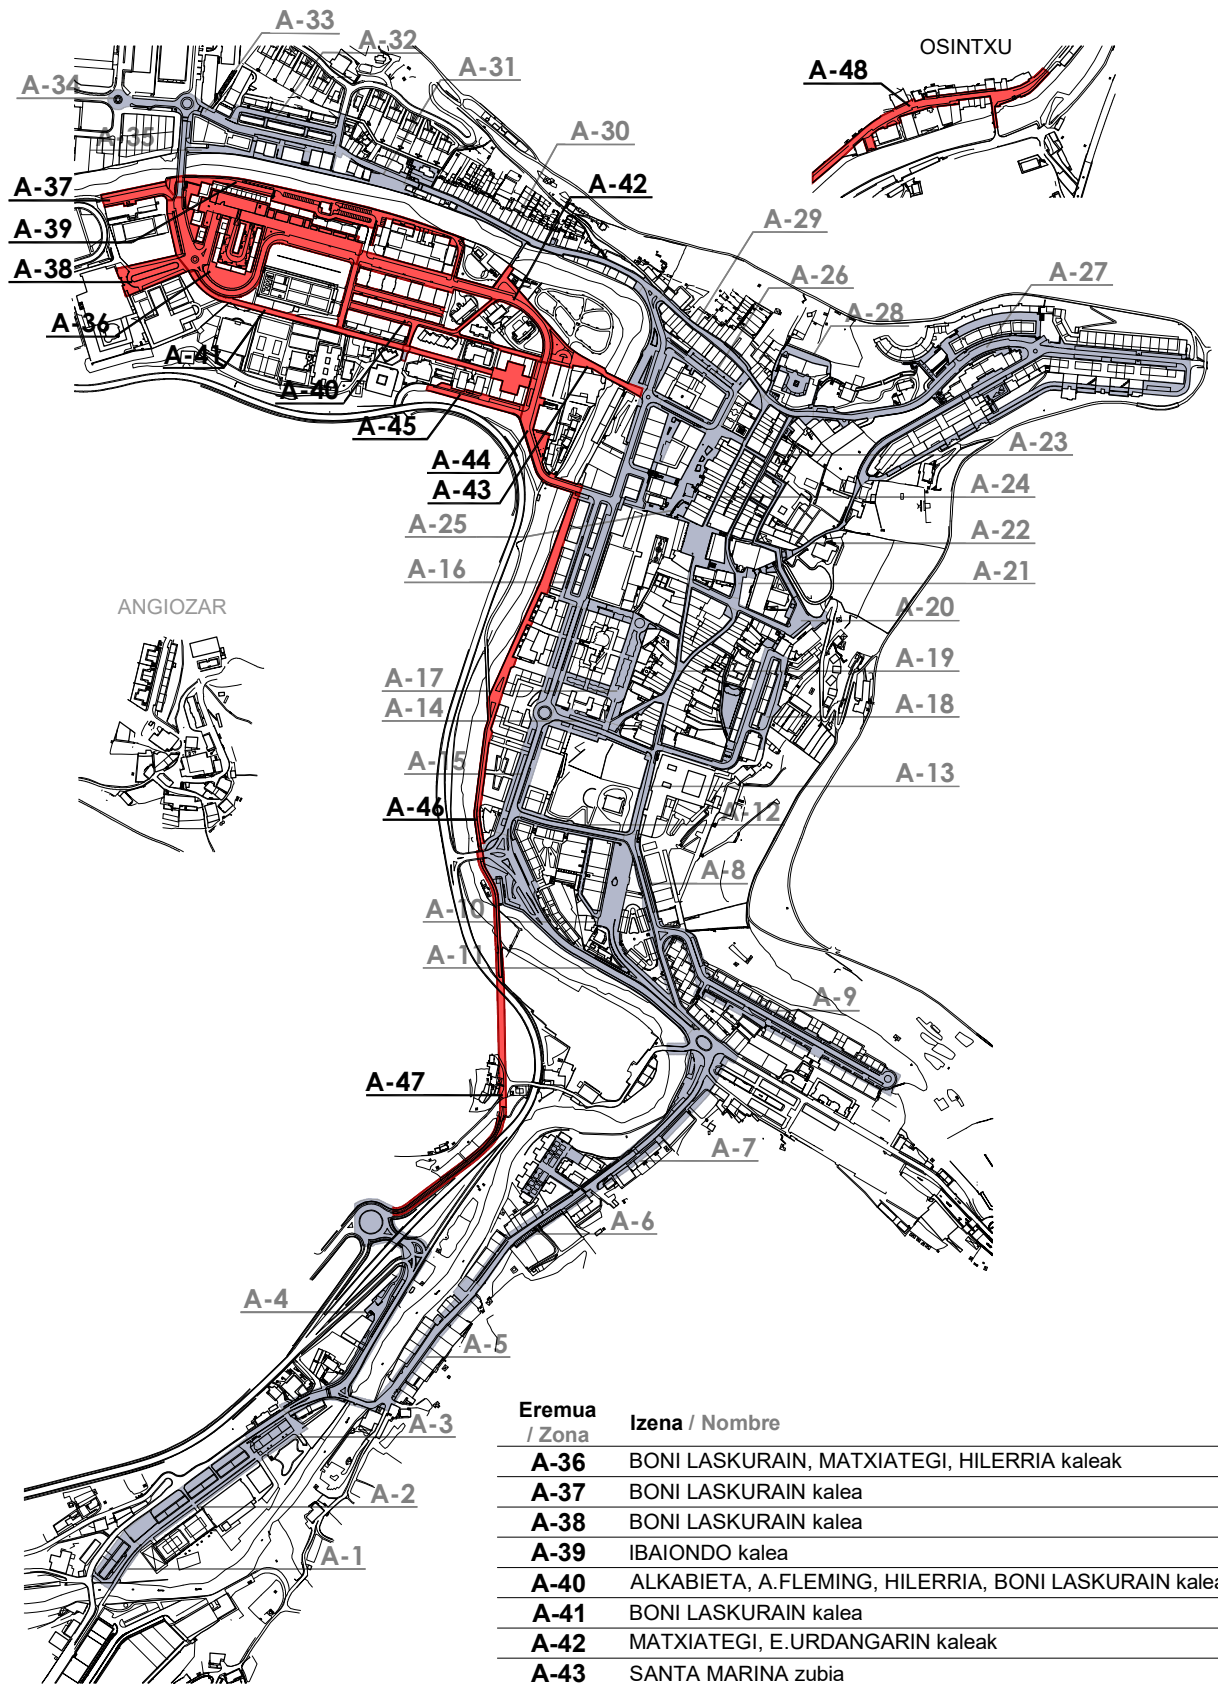 A-33
A-32
OSINTXU
A-31
A-48
A-34
A-30
A-35
A-42
A-37
A-29
A-39
A-26
A-27
A-38
A-28
A-36
A-41
A-40
A-45
A-44
A-23
A-43
A-24
A-25
A-22
A-16
A-21
ANGIOZAR
A-20
A-19
A-17
A-18
A-14
A-15
A-13
A-46
A-12
A-8
A-10
A-11
A-9
A-47
A-7
A-6
A-4
A-5
A-3
A-2
A-1
Eremua / Zona Izena / Nombre
A-36 BONI LASKURAIN, MATXIATEGI, HILERRIA kaleak
A-37 BONI LASKURAIN kalea
A-38 BONI LASKURAIN kalea
A-39 IBAIONDO kalea
A-40 ALKABIETA, A.FLEMING, HILERRIA, BONI LASKURAIN kalea
A-41 BONI LASKURAIN kalea
A-42 MATXIATEGI, E.URDANGARIN kaleak
A-43 SANTA MARINA zubia